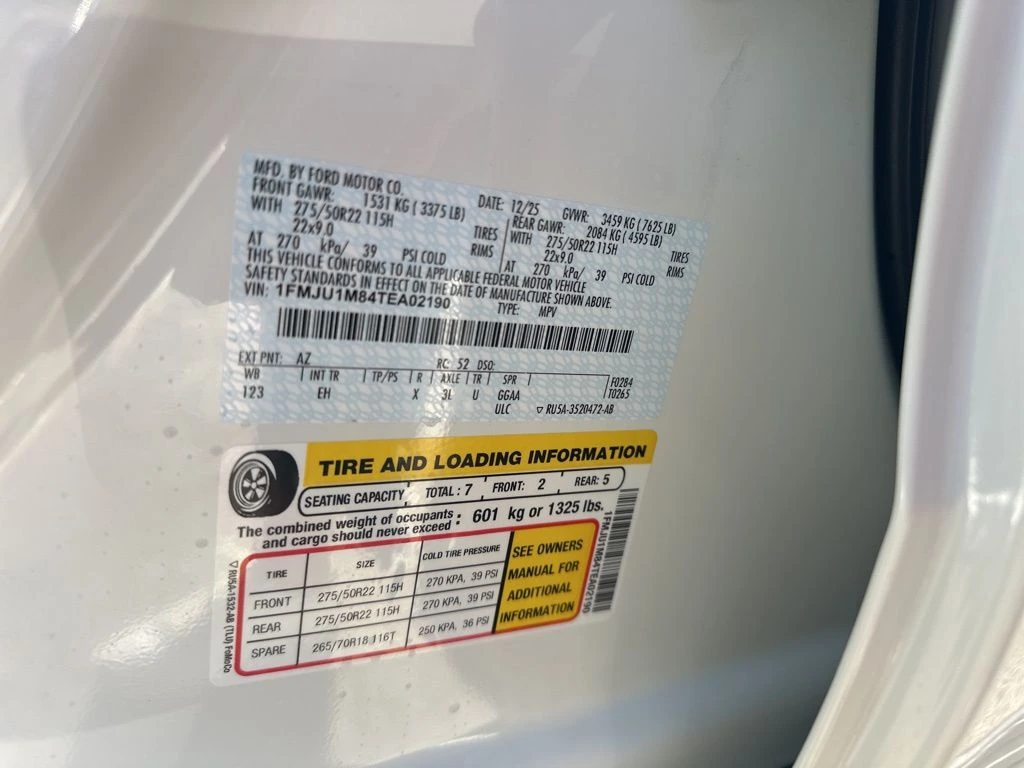 MFD. BY FORD MOTOR CO.
DATE: 12/25 GVWR: 3459 KG ( 7625 LB)
FRONT GAWR: 1531 KG ( 3375 LB) REAR GAWR: 2084 KG ( 4595 LB)
WITH 275/50R22 115H TIRES WITH 275/50R22 115H TIRES
22x9.0 RIMS 22x9.0 RIMS
AT 270 kPa/ 39 PSI COLD AT 270 kPa/ 39 PSI COLD
THIS VEHICLE CONFORMS TO ALL APPLICABLE FEDERAL MOTOR VEHICLE
SAFETY STANDARDS IN EFFECT ON THE DATE OF MANUFACTURE SHOWN ABOVE.
VIN: 1FMJU1M84TEA02190 TYPE: MPV
EXT PNT: AZ RC: 52 DSO:
WB INT TR TP/PS R AXLE TR SPR F0284
123 EH X 3L U GGAA T0265
ULC ▽ RU5A-3520472-AB
TIRE AND LOADING INFORMATION
SEATING CAPACITY TOTAL : 7 FRONT: 2 REAR: 5
The combined weight of occupants and cargo should never exceed : 601 kg or 1325 lbs.
TIRE SIZE COLD TIRE PRESSURE
FRONT 275/50R22 115H 270 KPA, 39 PSI
REAR 275/50R22 115H 270 KPA, 39 PSI
SPARE 265/70R18 116T 250 KPA, 36 PSI
SEE OWNERS
MANUAL FOR
ADDITIONAL
INFORMATION
1FMJU1M84TEA02190
▽ RU5A-1532-AB (TLU) FoMoCo